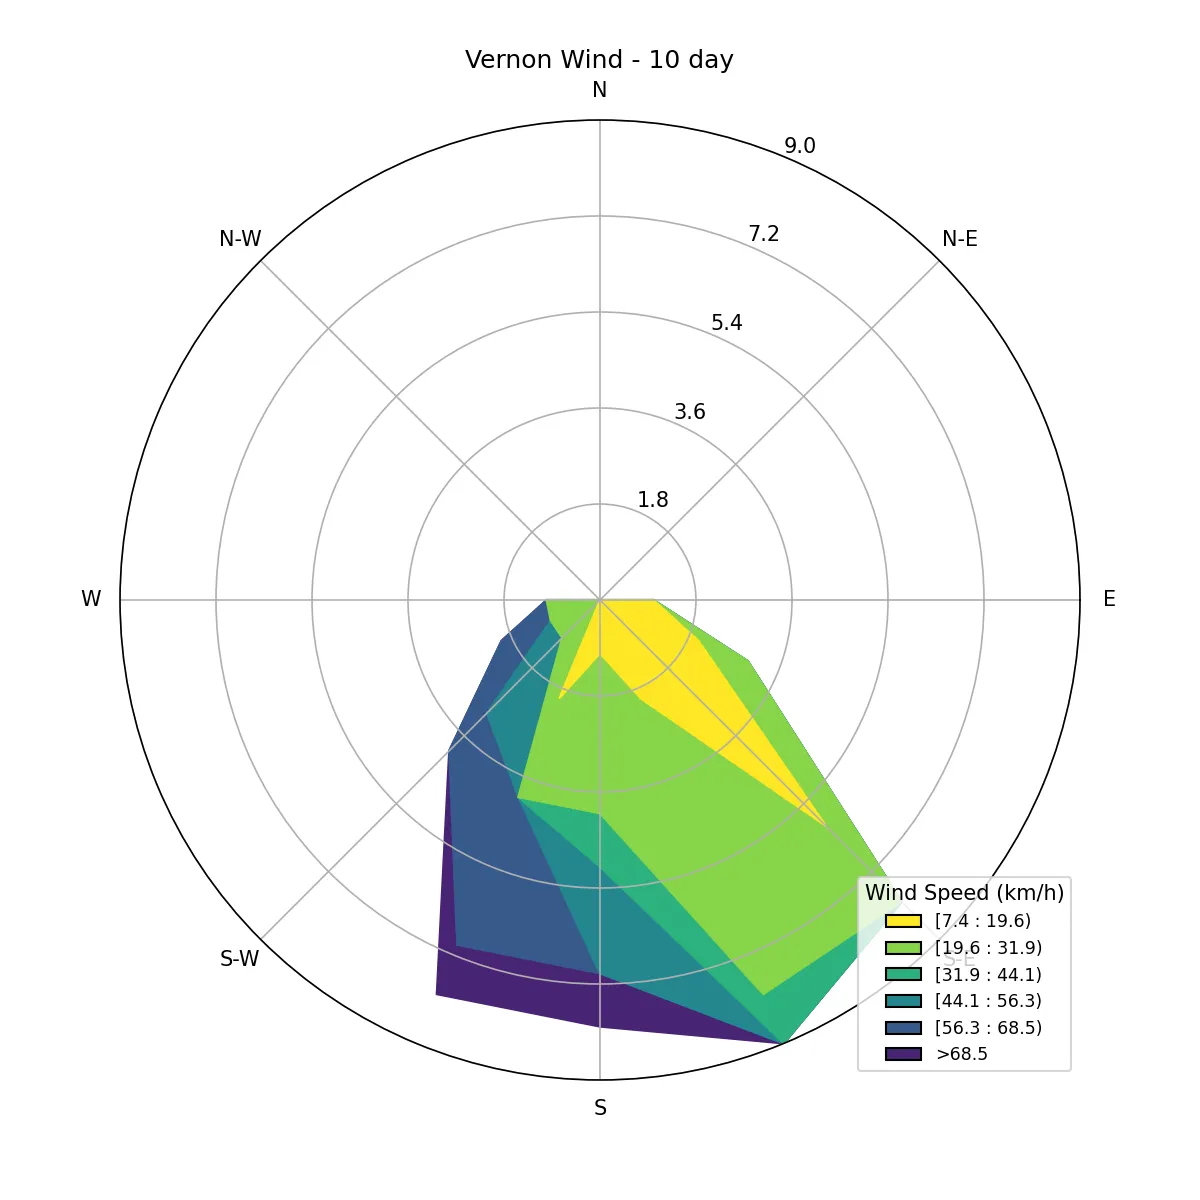 Vernon Wind - 10 day
N
9.0
N-W
N-E
7.2
5.4
3.6
1.8
W
E
Wind Speed (km/h)
[7.4 : 19.6)
[19.6 : 31.9)
S-W
S-E
[31.9 : 44.1)
[44.1 : 56.3)
[56.3 : 68.5)
>68.5
S